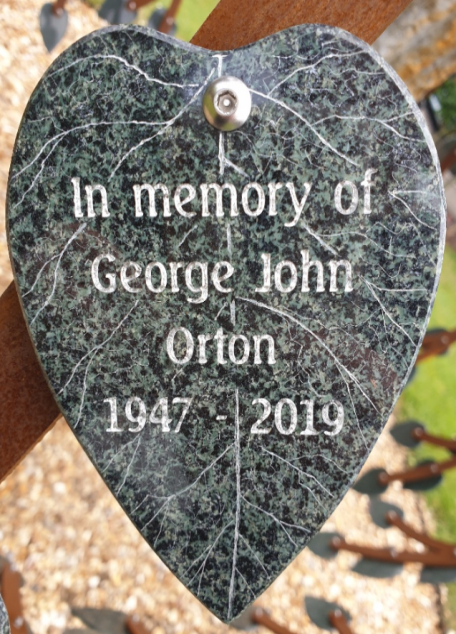 In memory of
George John
Orton
1947 - 2019